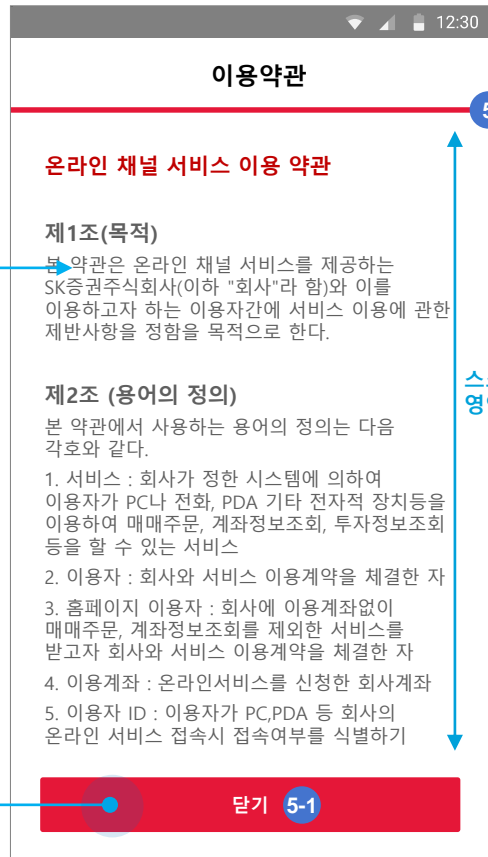 12:30
이용약관
5
온라인 채널 서비스 이용 약관
제1조(목적)
본 약관은 온라인 채널 서비스를 제공하는
SK증권주식회사(이하 "회사"라 함)와 이를
이용하고자 하는 이용자간에 서비스 이용에 관한
제반사항을 정함을 목적으로 한다.
제2조 (용어의 정의)
본 약관에서 사용하는 용어의 정의는 다음
각호와 같다.
1. 서비스 : 회사가 정한 시스템에 의하여
이용자가 PC나 전화, PDA 기타 전자적 장치등을
이용하여 매매주문, 계좌정보조회, 투자정보조회
등을 할 수 있는 서비스
2. 이용자 : 회사와 서비스 이용계약을 체결한 자
3. 홈페이지 이용자 : 회사에 이용계좌없이
매매주문, 계좌정보조회를 제외한 서비스를
받고자 회사와 서비스 이용계약을 체결한 자
4. 이용계좌 : 온라인서비스를 신청한 회사계좌
5. 이용자 ID : 이용자가 PC,PDA 등 회사의
온라인 서비스 접속시 접속여부를 식별하기
닫기 5-1